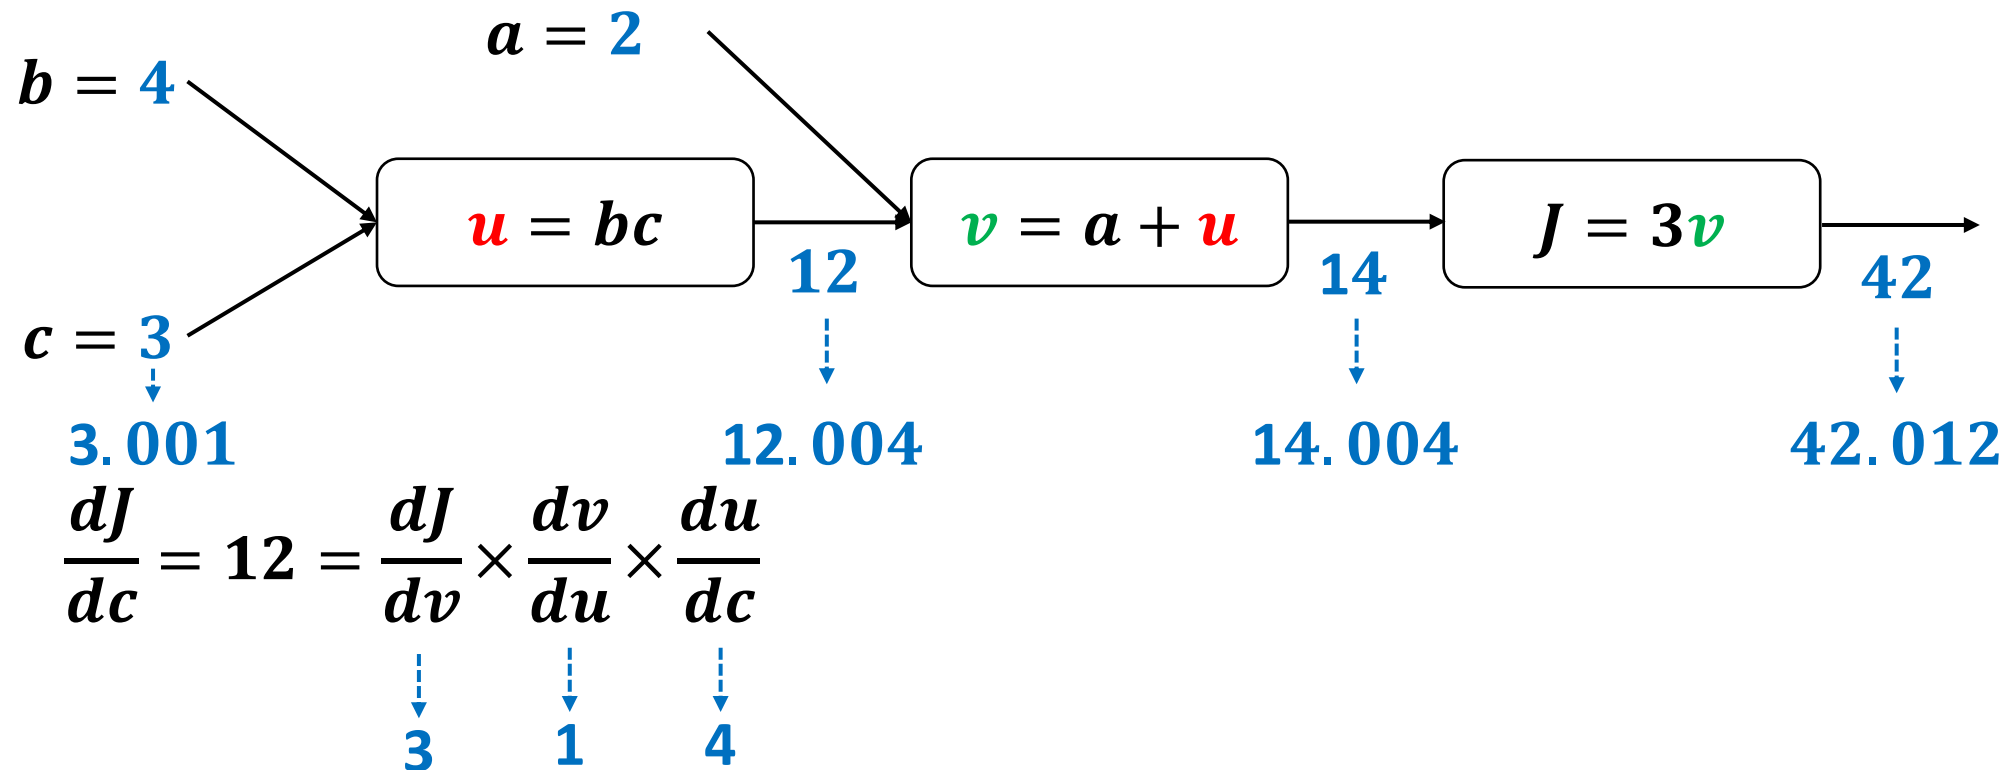 a = 2
b = 4
u = bc
v = a + u
J = 3v
12
14
42
c = 3
3.001
12.004
14.004
42.012
dJ/dc = 12 = dJ/dv × dv/du × du/dc
3
1
4